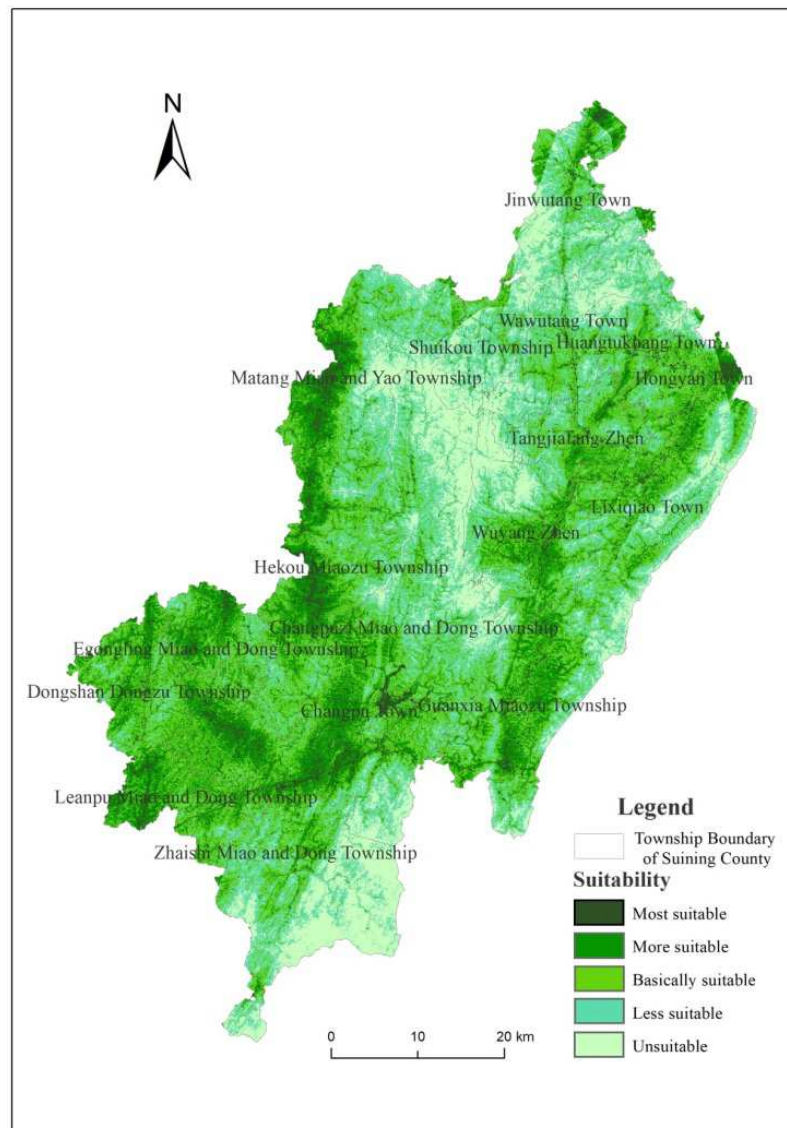 N
Jinwutang Town
Wawutang Town
Huangtukuang Town
Shuikou Township
Matang Miao and Yao Township
Hongyan Town
Tangjiafang Zhen
Lixiqiao Town
Wuyang Zhen
Hekou Miaozu Township
Changpuzi Miao and Dong Township
Egongling Miao and Dong Township
Dongshan Dongzu Township
Changpu Town
Guanxia Miaozu Township
Leanpu Miao and Dong Township
Zhaishi Miao and Dong Township
Legend
Township Boundary
of Suining County
Suitability
Most suitable
More suitable
Basically suitable
Less suitable
Unsuitable
0 10 20 km